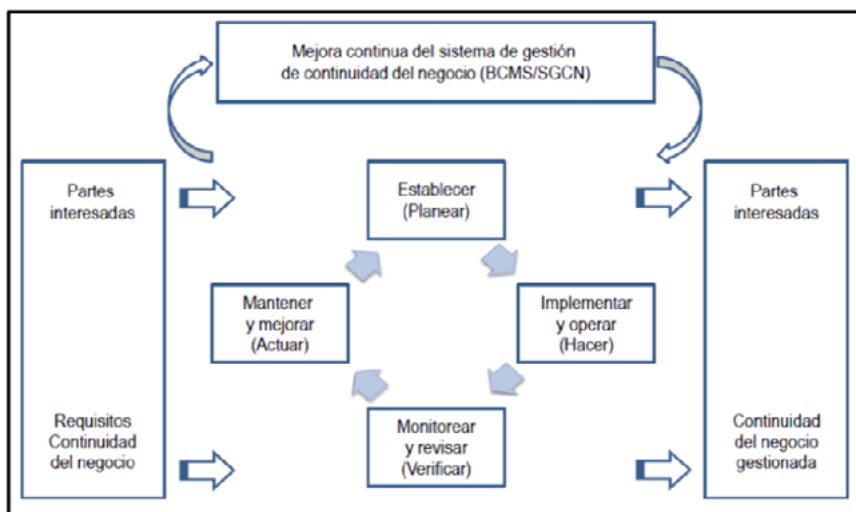 Mejora continua del sistema de gestión
de continuidad del negocio (BCMS/SGCN)
Partes
interesadas
Establecer
(Planear)
Partes
interesadas
Mantener
y mejorar
(Actuar)
Implementar
y operar
(Hacer)
Requisitos
Continuidad
del negocio
Monitorear
y revisar
(Verificar)
Continuidad
del negocio
gestionada